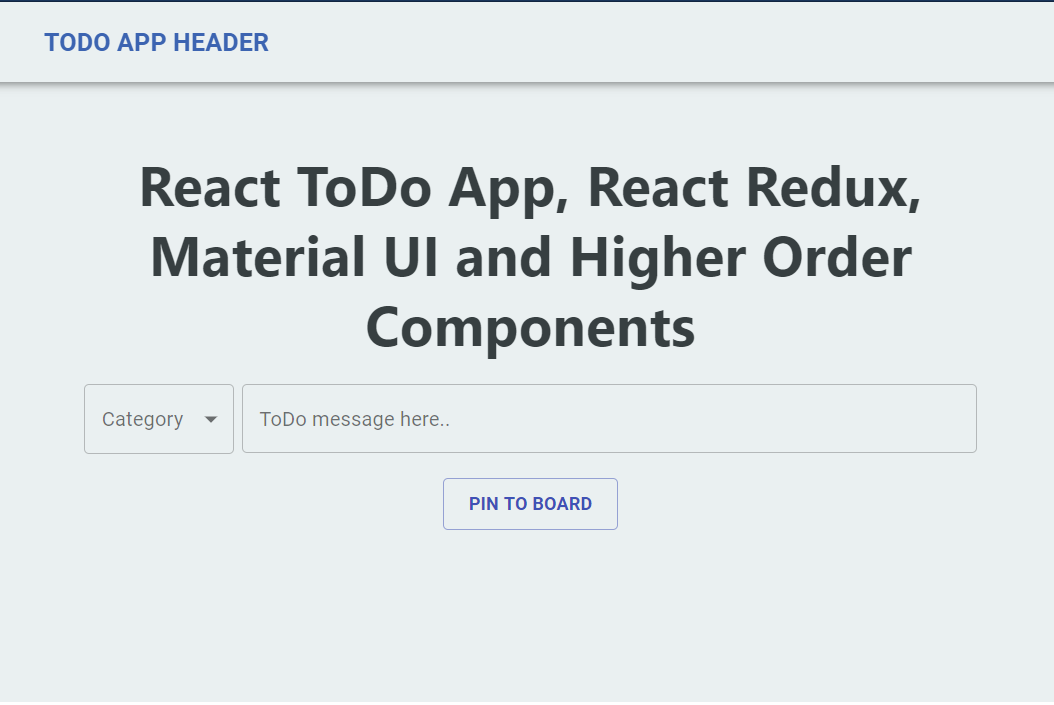 TODO APP HEADER
React ToDo App, React Redux,
Material UI and Higher Order
Components
Category
ToDo message here..
PIN TO BOARD